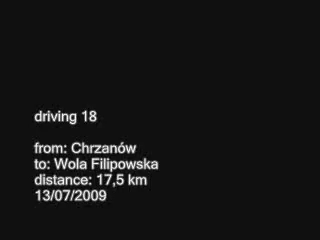 driving 18
from: Chrzanów
to: Wola Filipowska
distance: 17,5 km
13/07/2009